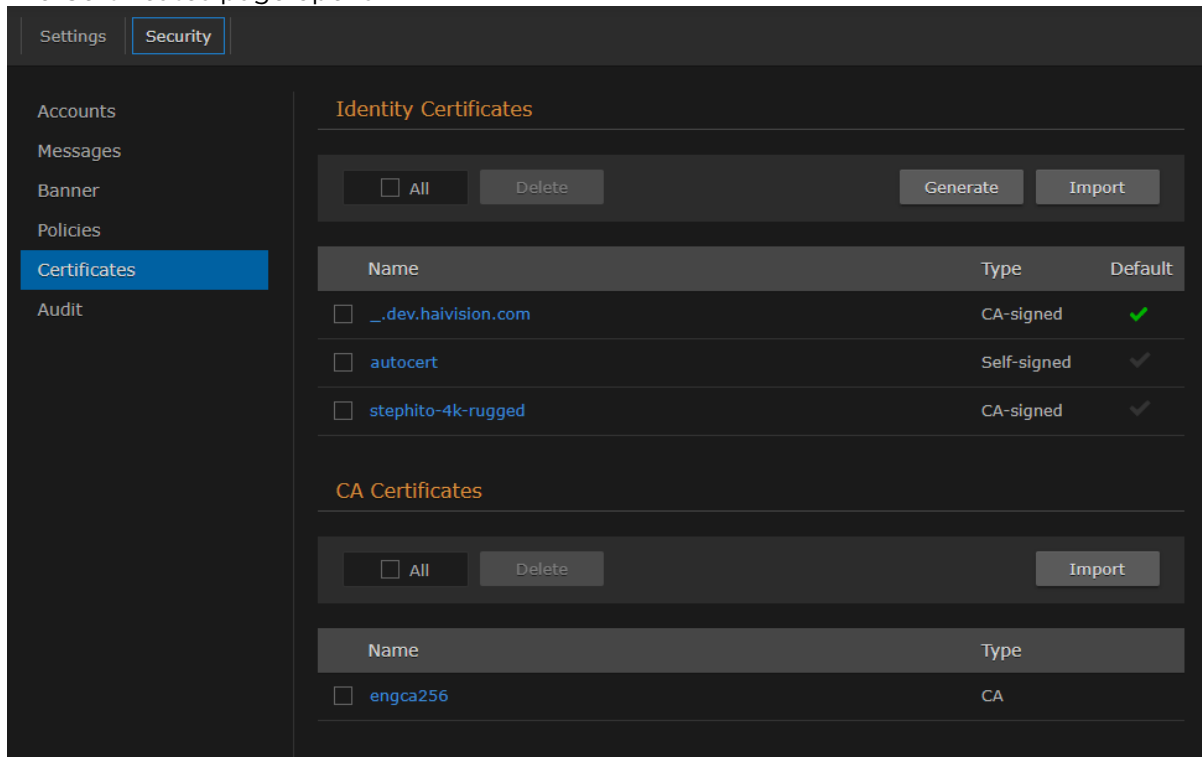 Settings Security
Accounts
Messages
Banner
Policies
Certificates
Audit
Identity Certificates
All Delete Generate Import
Name Type Default
_.dev.haivision.com CA-signed
autocert Self-signed
stephito-4k-rugged CA-signed
CA Certificates
All Delete Import
Name Type
engca256 CA